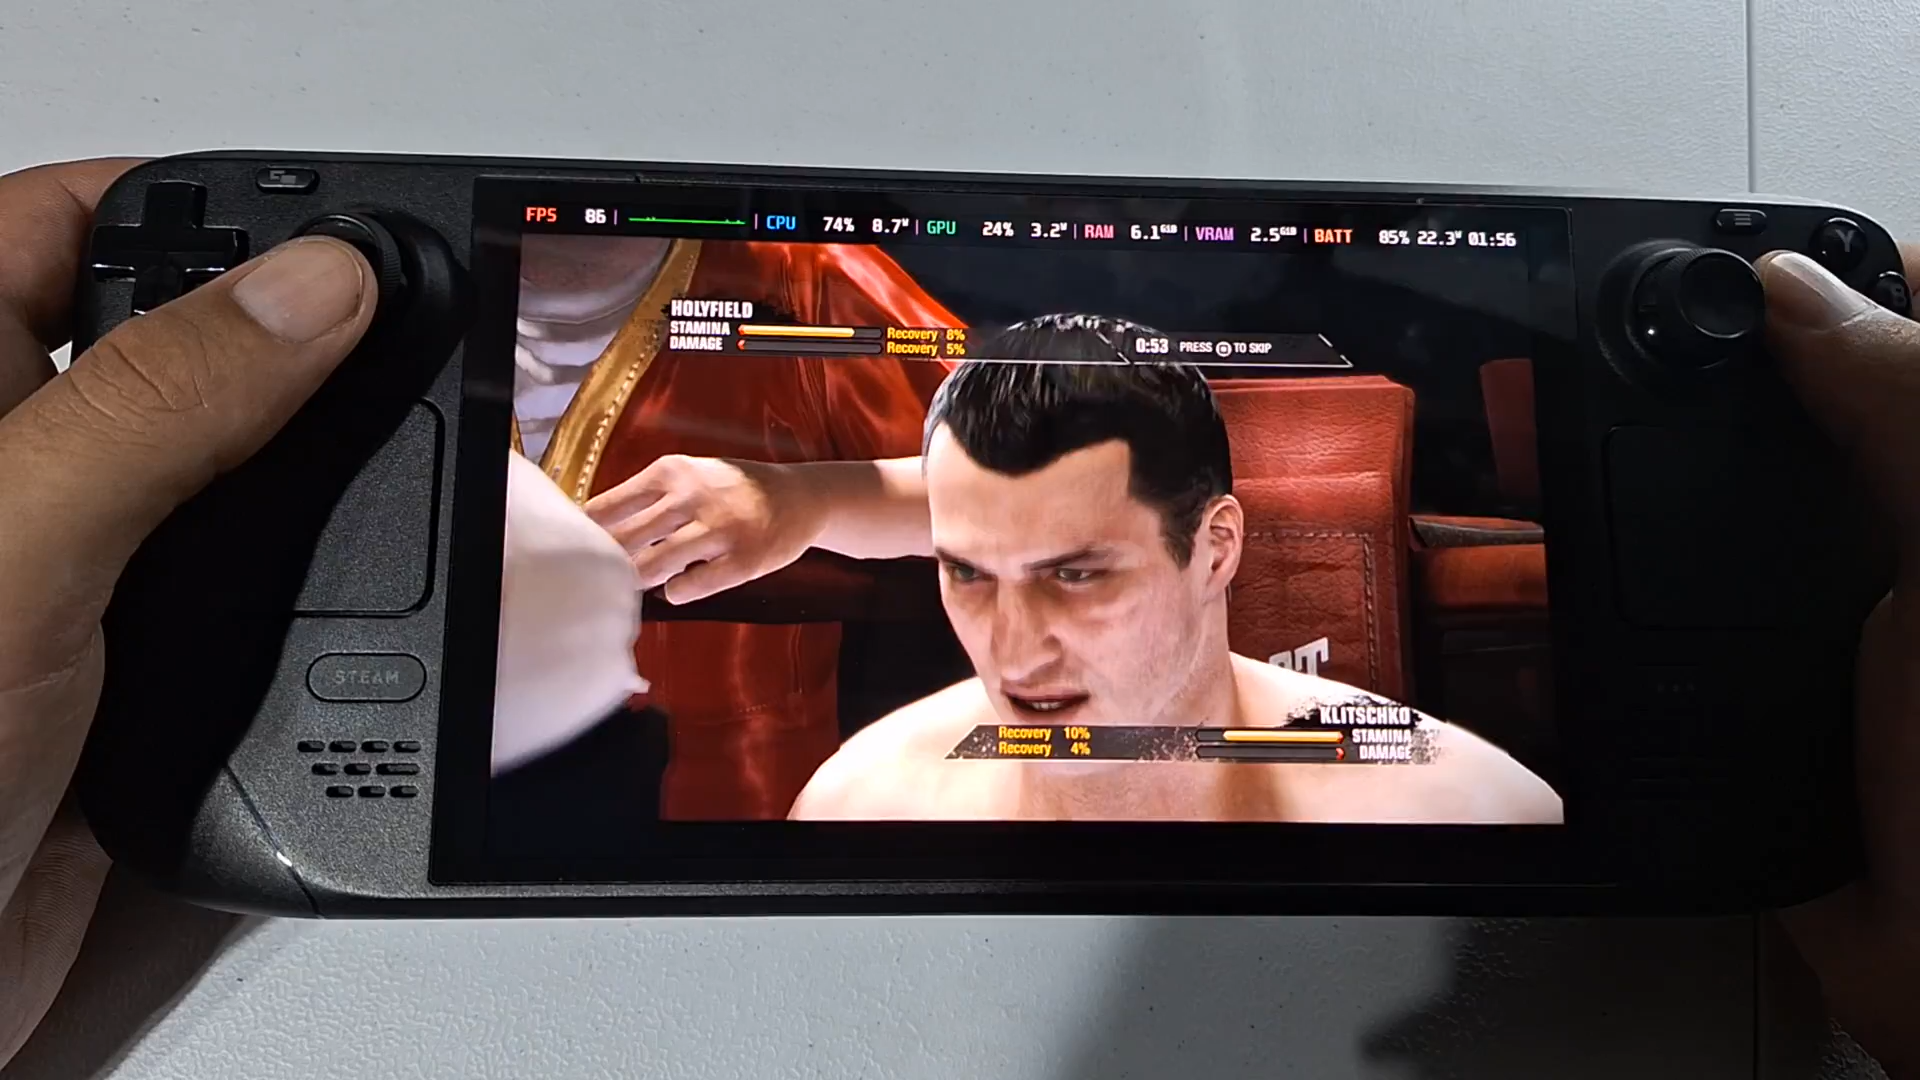 FPS 86 | | CPU 74% 8.7W | GPU 24% 3.2W | RAM 6.1GiB | VRAM 2.5GiB | BATT 85% 22.3W 01:56
HOLYFIELD
STAMINA Recovery 8%
DAMAGE Recovery 5%
0:53 PRESS TO SKIP
KLITSCHKO
Recovery 10% STAMINA
Recovery 4% DAMAGE
STEAM
Y
B